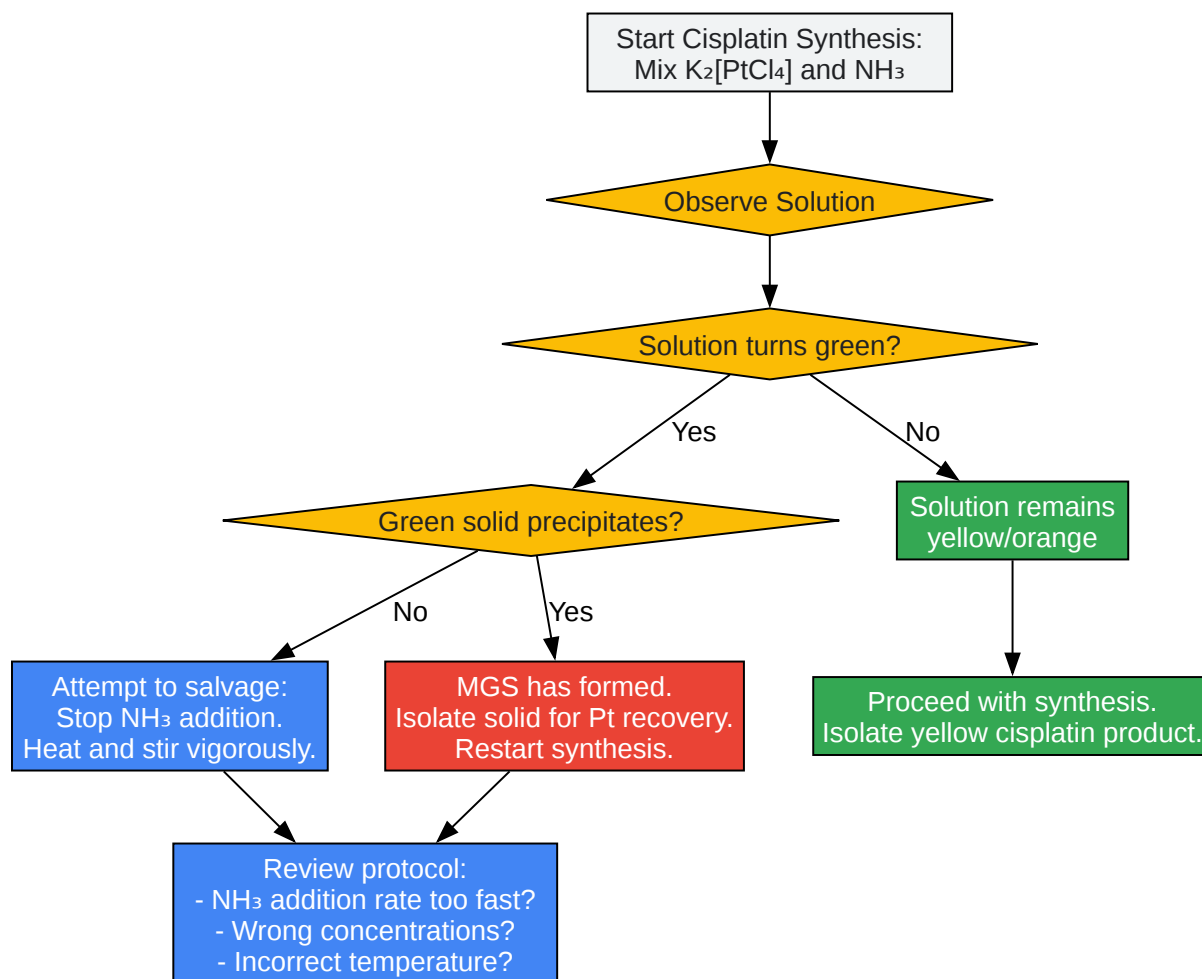 Start Cisplatin Synthesis:
Mix K₂[PtCl₄] and NH₃
Observe Solution
Solution turns green?
Yes
No
Green solid precipitates?
Solution remains
yellow/orange
No
Yes
Attempt to salvage:
Stop NH₃ addition.
Heat and stir vigorously.
MGS has formed.
Isolate solid for Pt recovery.
Restart synthesis.
Proceed with synthesis.
Isolate yellow cisplatin product.
Review protocol:
- NH₃ addition rate too fast?
- Wrong concentrations?
- Incorrect temperature?